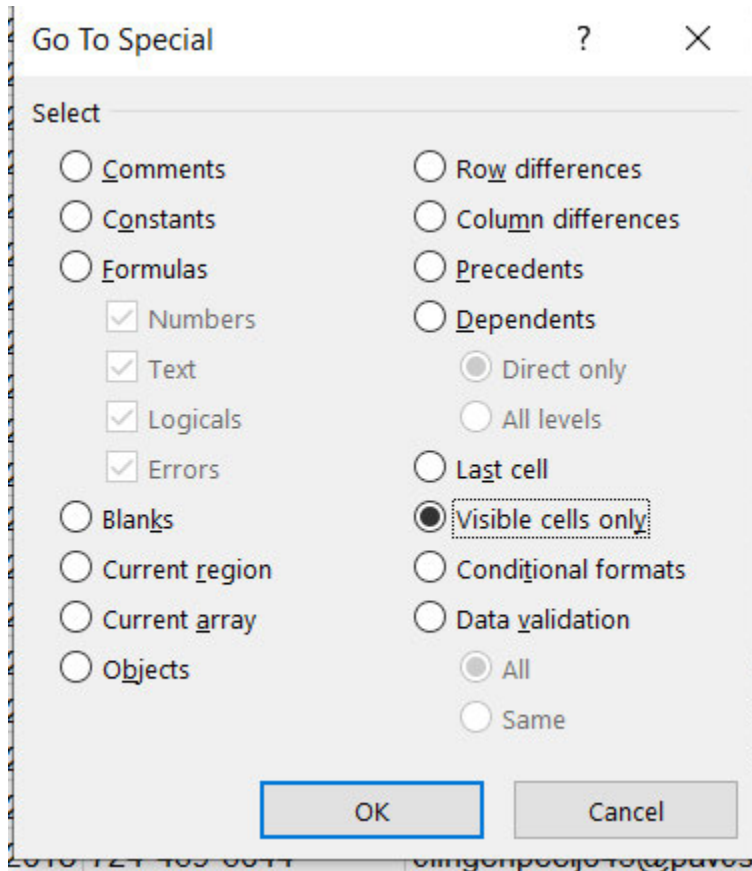 Go To Special
?
Select
Comments
Constants
Formulas
Numbers
Text
Logicals
Errors
Blanks
Current region
Current array
Objects
Row differences
Column differences
Precedents
Dependents
Direct only
All levels
Last cell
Visible cells only
Conditional formats
Data validation
All
Same
OK
Cancel